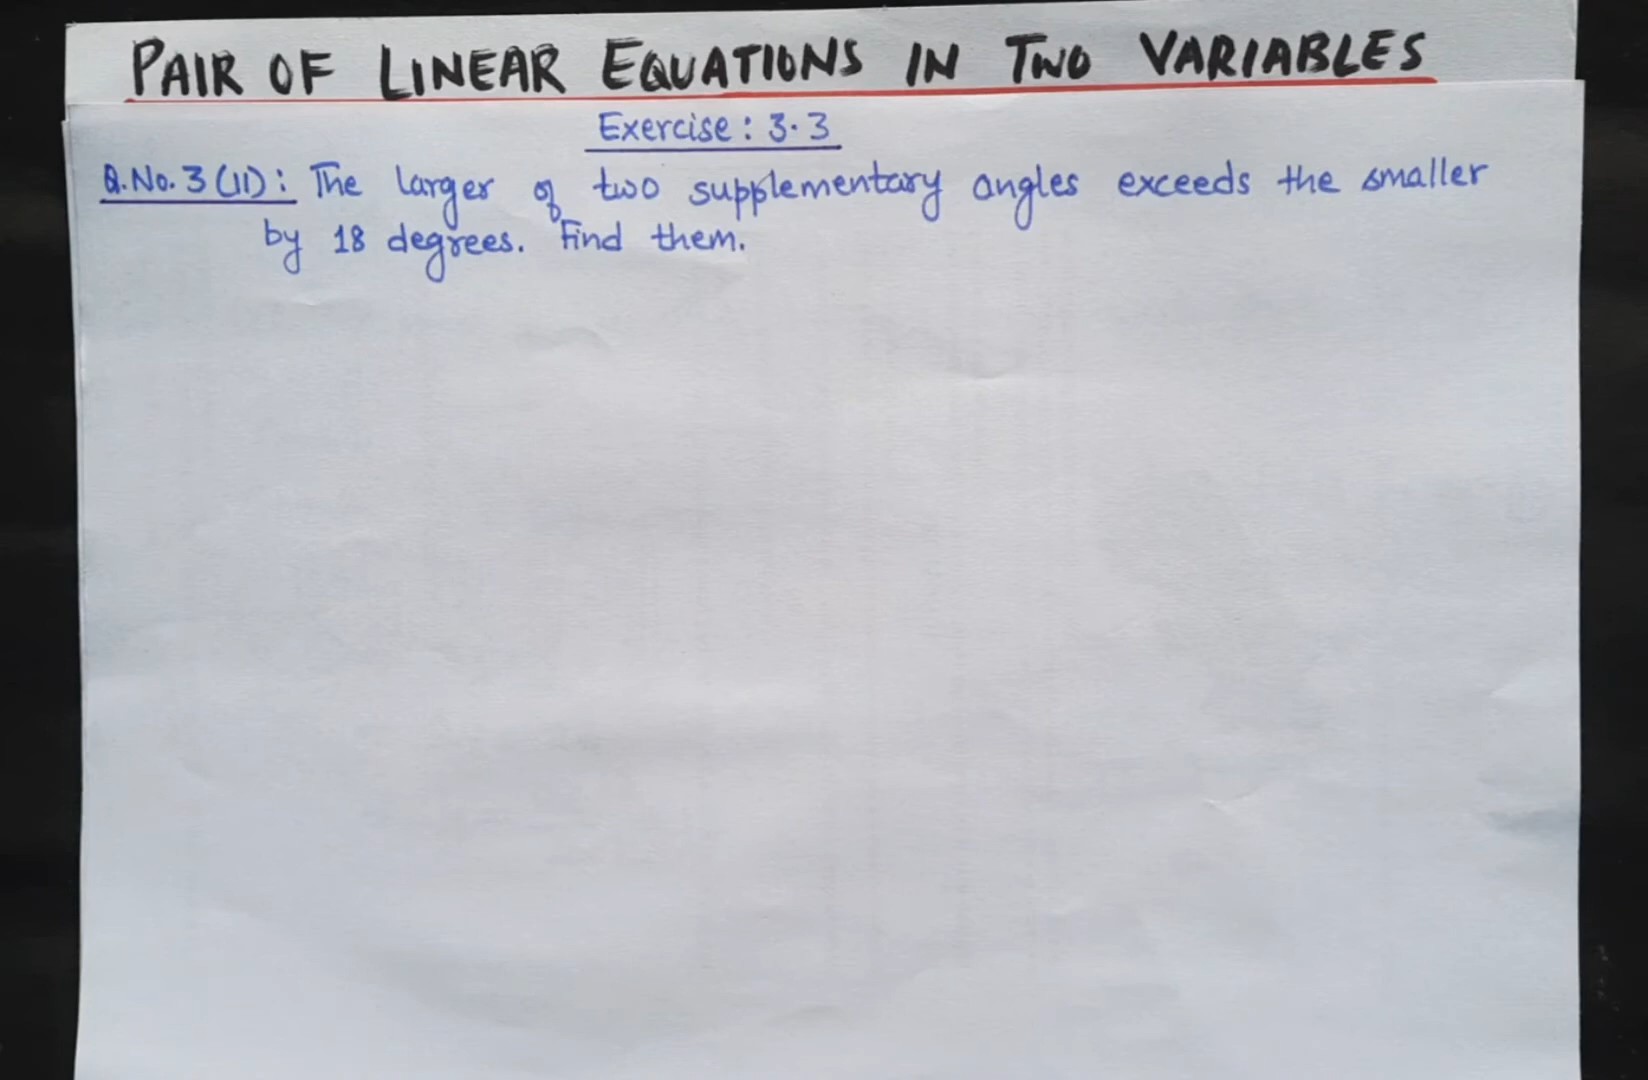 PAIR OF LINEAR EQUATIONS IN TWO VARIABLES
Exercise : 3.3
Q.No. 3 (II) : The larger of two supplementary angles exceeds the smaller
by 18 degrees. Find them.